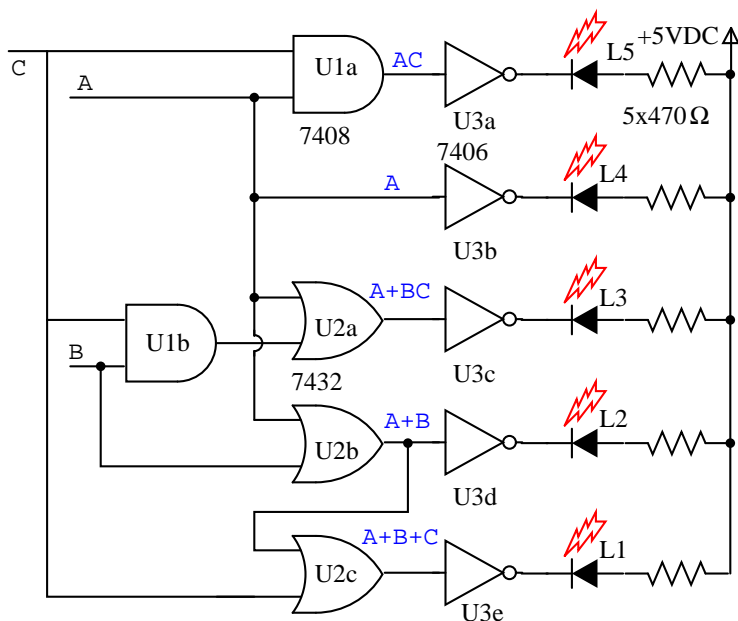 +5VDC
L5
C
U1a
AC
A
U3a
5x470Ω
7408
7406
L4
A
U3b
A+BC
L3
U2a
U1b
B
U3c
7432
L2
A+B
U2b
U3d
A+B+C
L1
U2c
U3e